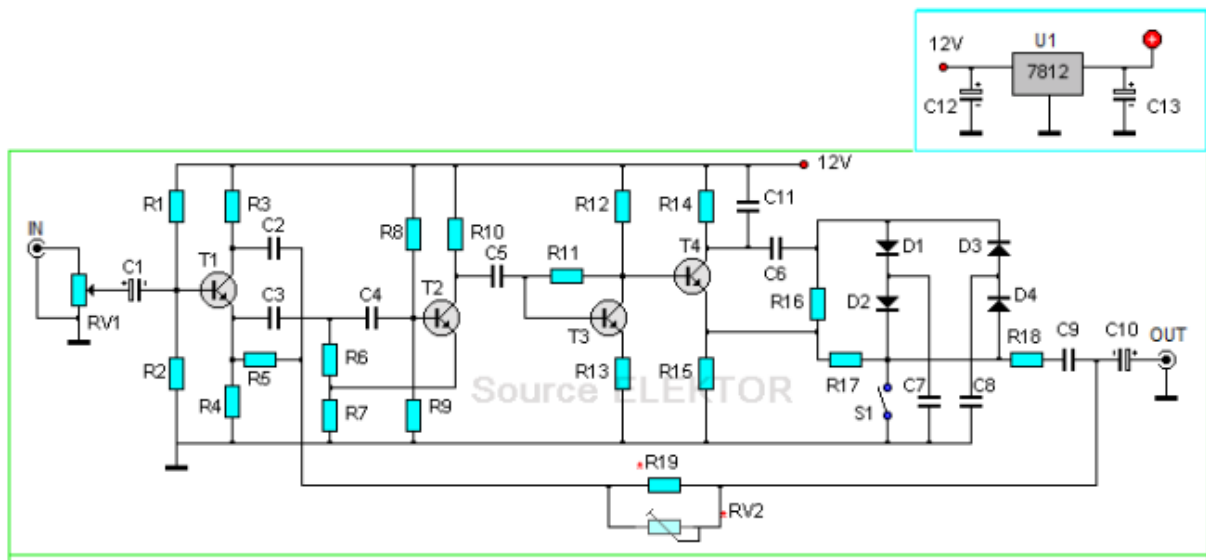 12V
U1
7812
C12
+
-
+
-
C13
+
12V
R1
R3
C2
R8
R10
R12
R14
C11
IN
C1
+
-
T1
C5
R11
T4
C6
D1
D3
C3
C4
T2
R16
D2
D4
RV1
T3
R18
C9
C10
OUT
R2
R5
R6
R13
R15
R17
R4
R7
R9
S1
C7
C8
Source ELEKTOR
*R19
*RV2